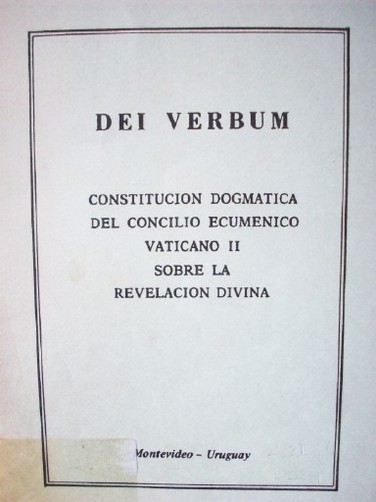 DEI VERBUM
CONSTITUCION DOGMATICA
DEL CONCILIO ECUMENICO
VATICANO II
SOBRE LA
REVELACION DIVINA
Montevideo - Uruguay